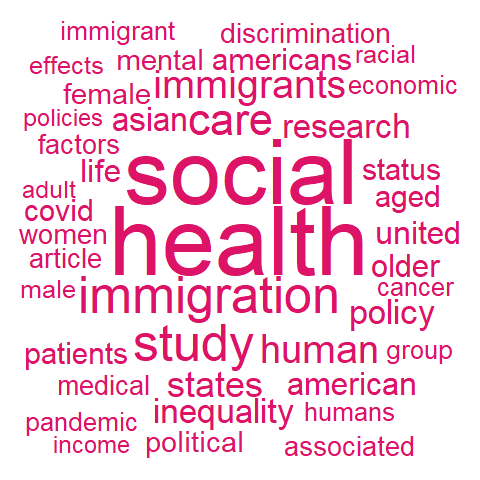 immigrant discrimination
effects mental americans racial
female immigrants economic
policies asian care research
factors
life social status
adult aged
covid
women health united
article older
male immigration cancer
policy
patients study human group
medical states american
pandemic inequality humans
income political associated